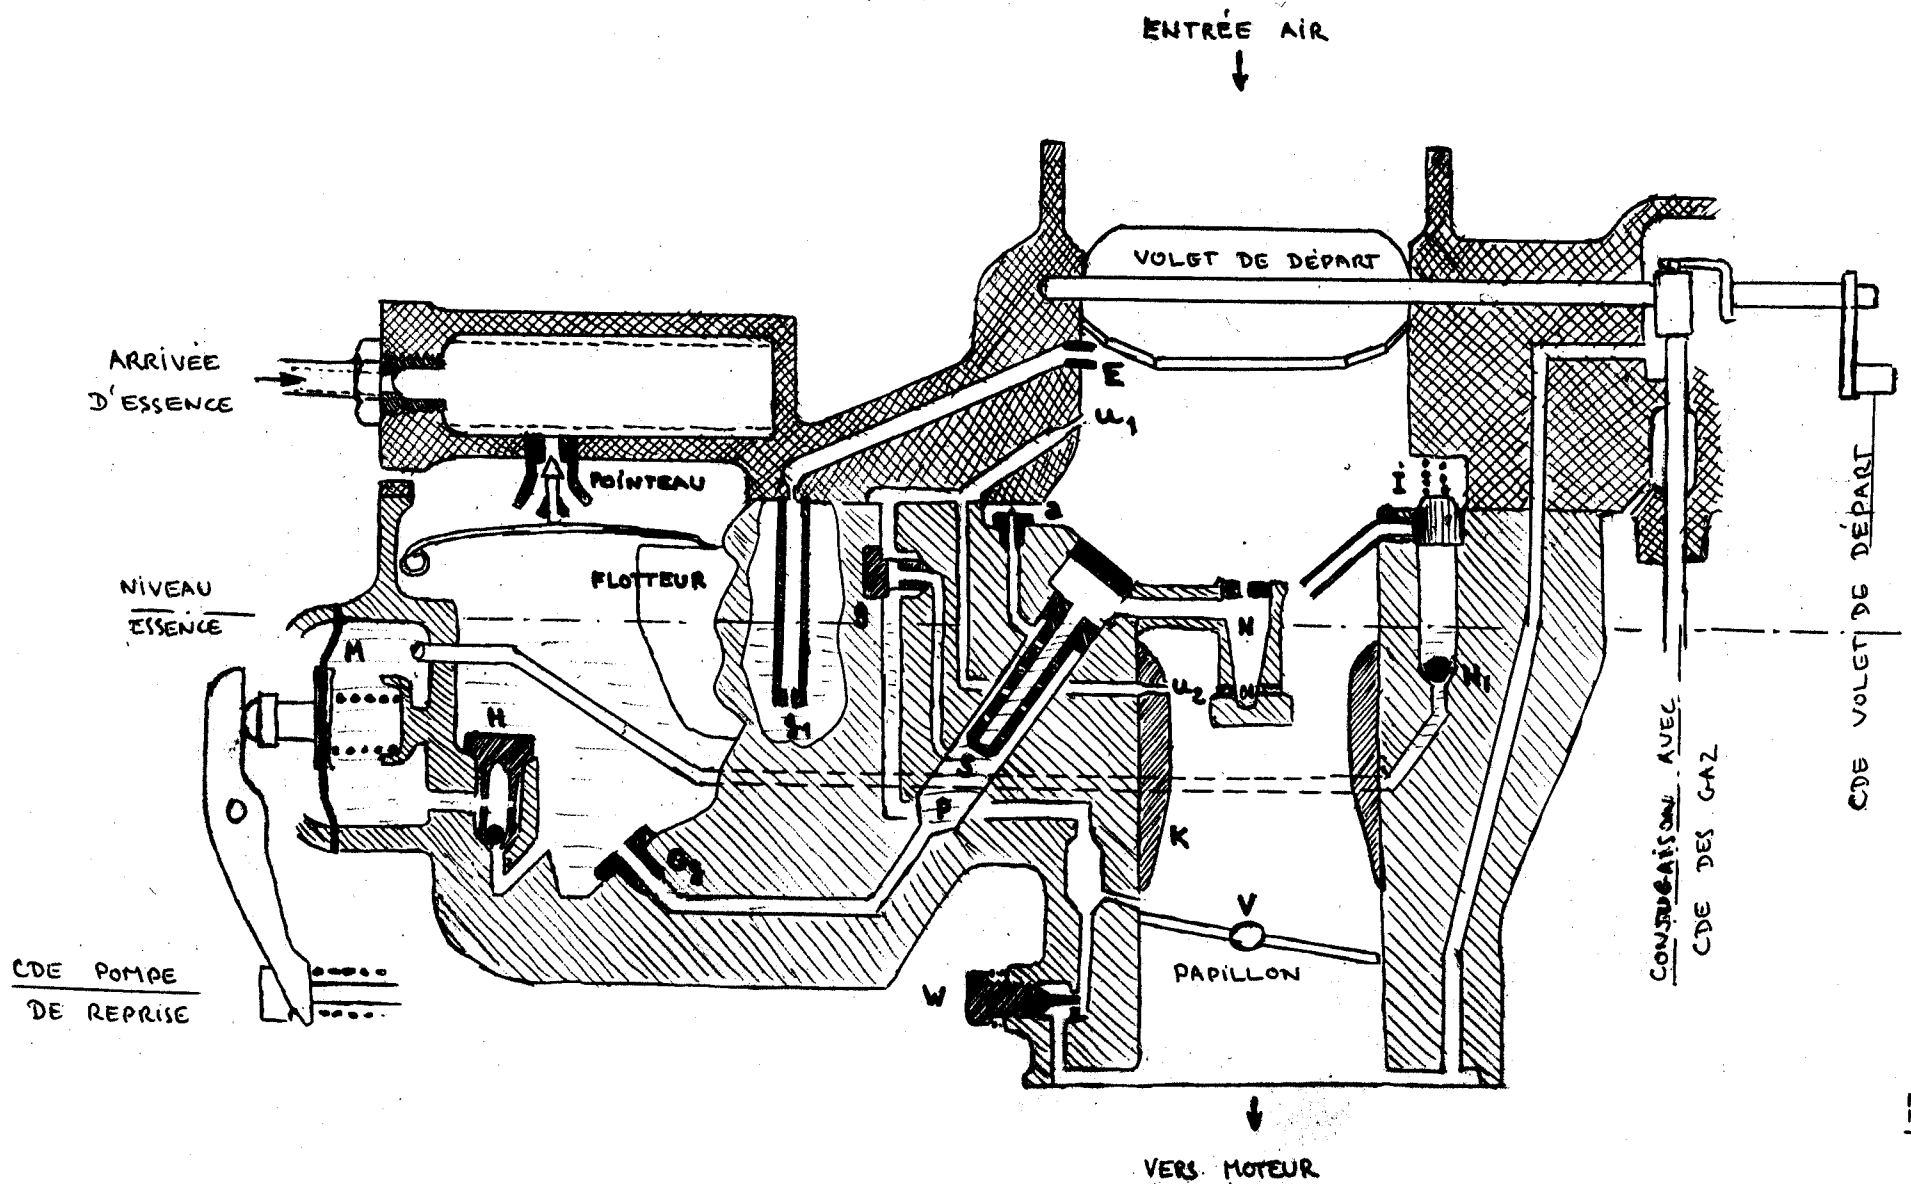 ENTRÉE AIR
VOLET DE DÉPART
ARRIVÉE
D'ESSENCE
E
u1
POINTEAU
I
a
FLOTTEUR
NIVEAU
ESSENCE
N
M
H1
u2
H
S
P
K
V
PAPILLON
W
CDE POMPE
DE REPRISE
VERS MOTEUR
CONJUGAISON AVEC
CDE DES GAZ
CDE VOLET DE DÉPART